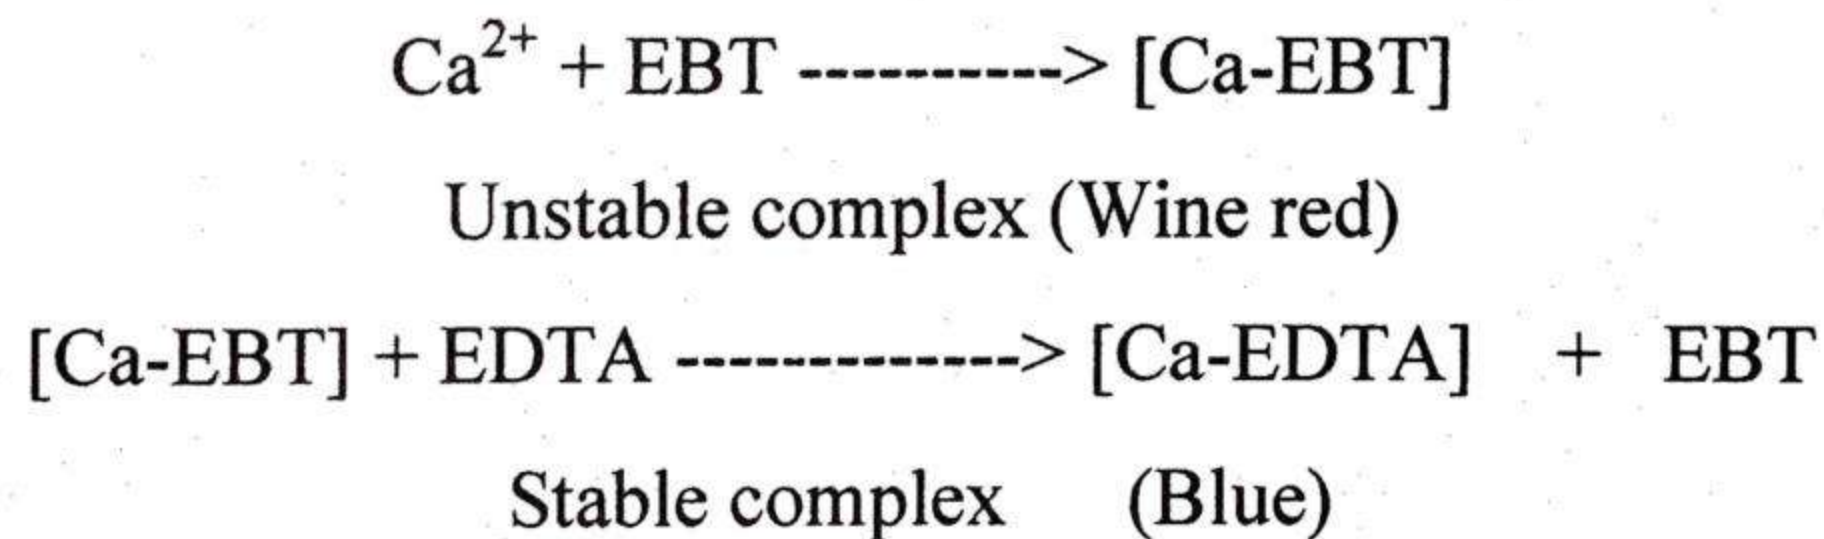 Ca²⁺ + EBT ----------> [Ca-EBT]
Unstable complex (Wine red)
[Ca-EBT] + EDTA -------------> [Ca-EDTA] + EBT
Stable complex (Blue)